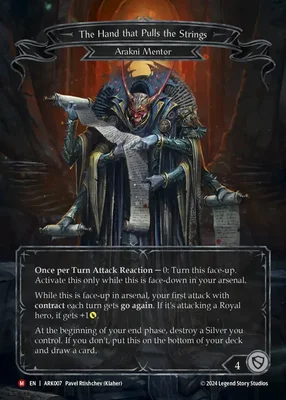 The Hand that Pulls the Strings
Arakni Mentor
Once per Turn Attack Reaction — 0: Turn this face-up.
Activate this only while this is face-down in your arsenal.
While this is face-up in arsenal, your first attack with
contract each turn gets go again. If it's attacking a Royal
hero, it gets +1.
At the beginning of your end phase, destroy a Silver you
control. If you don't, put this on the bottom of your deck
and draw a card.
4
M EN | ARK007 Pavel Rtishchev (Klaher) © 2024 Legend Story Studios